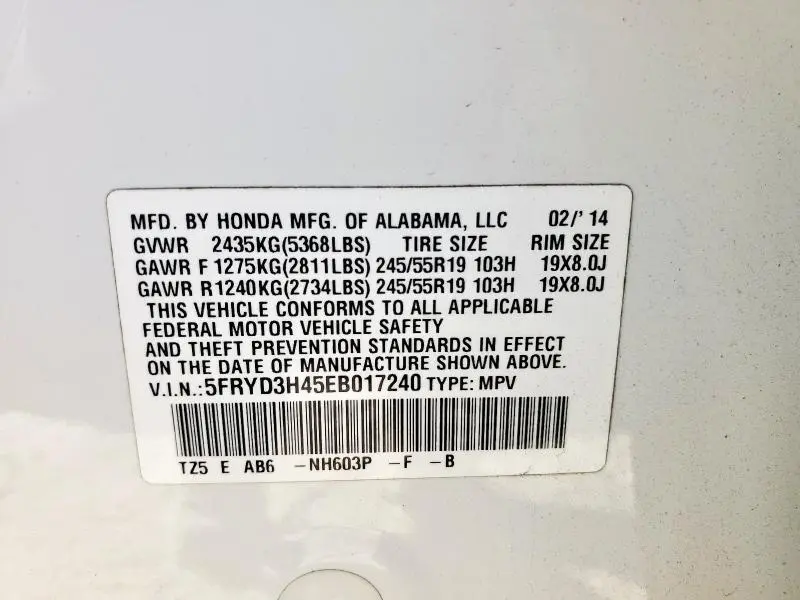 MFD. BY HONDA MFG. OF ALABAMA, LLC 02/' 14
GVWR 2435KG(5368LBS) TIRE SIZE RIM SIZE
GAWR F 1275KG(2811LBS) 245/55R19 103H 19X8.0J
GAWR R1240KG(2734LBS) 245/55R19 103H 19X8.0J
THIS VEHICLE CONFORMS TO ALL APPLICABLE
FEDERAL MOTOR VEHICLE SAFETY
AND THEFT PREVENTION STANDARDS IN EFFECT
ON THE DATE OF MANUFACTURE SHOWN ABOVE.
V.I.N.:5FRYD3H45EB017240 TYPE: MPV
TZ5 E AB6 -NH603P -F -B